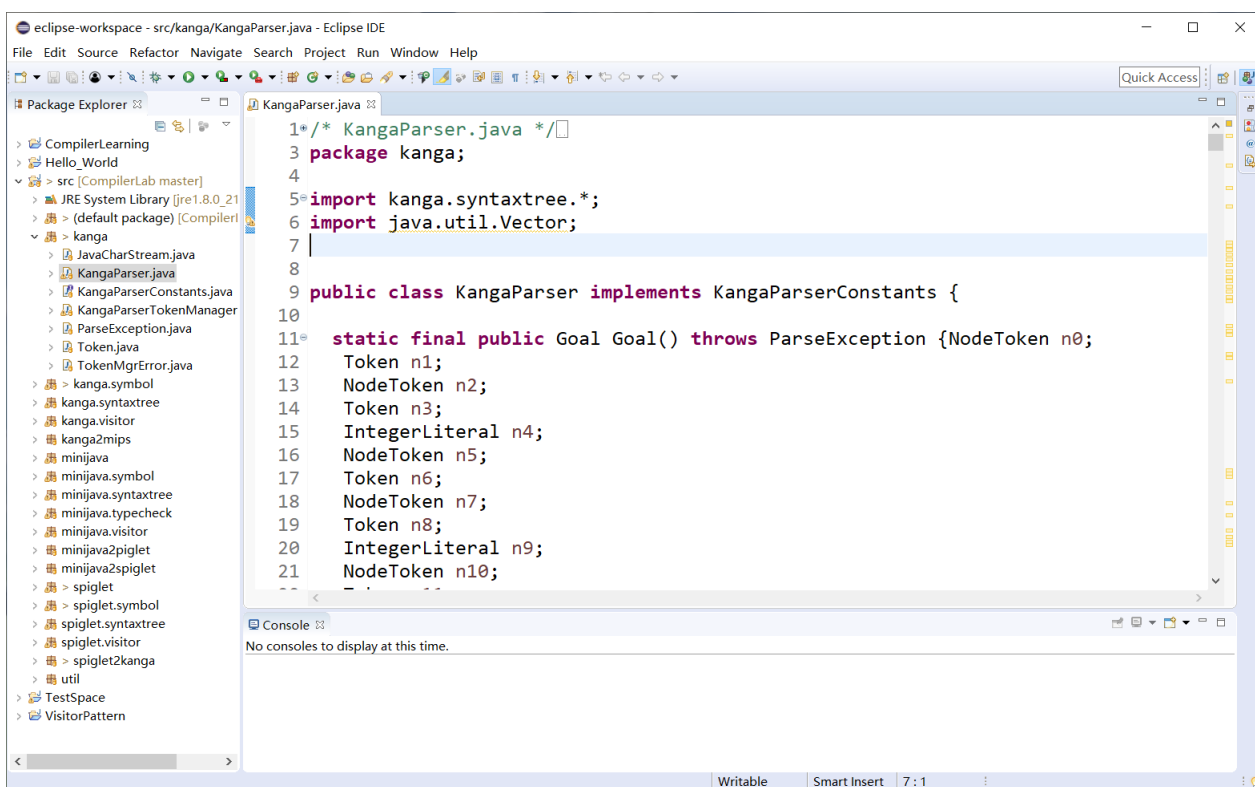 eclipse-workspace - src/kanga/KangaParser.java - Eclipse IDE
File Edit Source Refactor Navigate Search Project Run Window Help
Quick Access
Package Explorer
KangaParser.java
CompilerLearning
Hello_World
> src [CompilerLab master]
JRE System Library [jre1.8.0_21
> (default package) [Compilerl
> kanga
JavaCharStream.java
KangaParser.java
KangaParserConstants.java
KangaParserTokenManager
ParseException.java
Token.java
TokenMgrError.java
> kanga.symbol
kanga.syntaxtree
kanga.visitor
kanga2mips
minijava
minijava.symbol
minijava.syntaxtree
minijava.typecheck
minijava.visitor
minijava2piglet
minijava2spiglet
> spiglet
> spiglet.symbol
spiglet.syntaxtree
spiglet.visitor
> spiglet2kanga
util
TestSpace
VisitorPattern
1 /* KangaParser.java */
3 package kanga;
4
5 import kanga.syntaxtree.*;
6 import java.util.Vector;
7
8
9 public class KangaParser implements KangaParserConstants {
10
11 static final public Goal Goal() throws ParseException {NodeToken n0;
12 Token n1;
13 NodeToken n2;
14 Token n3;
15 IntegerLiteral n4;
16 NodeToken n5;
17 Token n6;
18 NodeToken n7;
19 Token n8;
20 IntegerLiteral n9;
21 NodeToken n10;
Console
No consoles to display at this time.
Writable Smart Insert 7 : 1